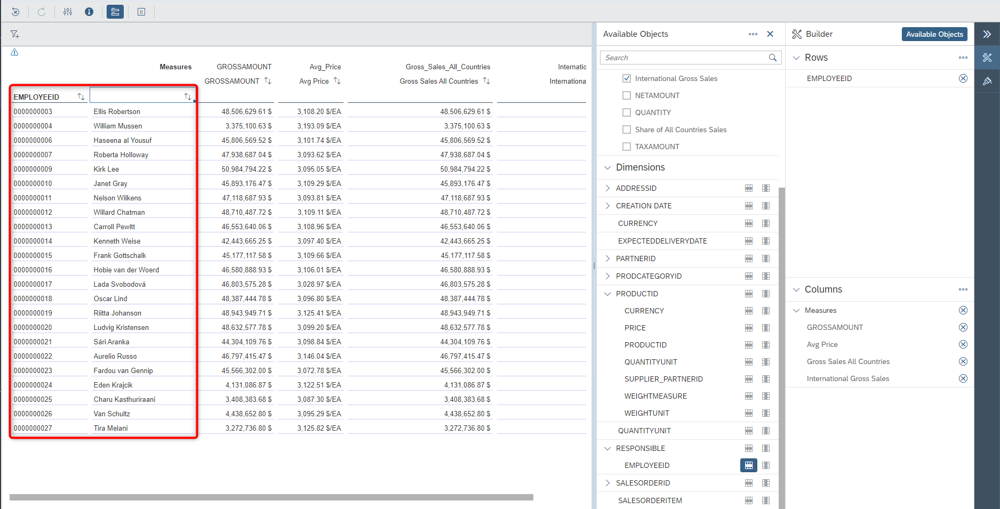 Measures GROSSAMOUNT Avg_Price Gross_Sales_All_Countries Internatio
GROSSAMOUNT Avg Price Gross Sales All Countries Internationa
EMPLOYEEID
0000000003 Ellis Robertson 48,506,629.61 $ 3,108.20 $/EA 48,506,629.61 $
0000000004 William Mussen 3,375,100.63 $ 3,193.09 $/EA 3,375,100.63 $
0000000006 Haseena al Yousuf 45,806,569.52 $ 3,101.74 $/EA 45,806,569.52 $
0000000007 Roberta Holloway 47,938,687.04 $ 3,093.62 $/EA 47,938,687.04 $
0000000009 Kirk Lee 50,984,794.22 $ 3,095.05 $/EA 50,984,794.22 $
0000000010 Janet Gray 45,893,176.47 $ 3,109.29 $/EA 45,893,176.47 $
0000000011 Nelson Wilkens 47,118,687.93 $ 3,093.81 $/EA 47,118,687.93 $
0000000012 Willard Chatman 48,710,487.72 $ 3,109.11 $/EA 48,710,487.72 $
0000000013 Carroll Pewitt 46,553,640.06 $ 3,108.96 $/EA 46,553,640.06 $
0000000014 Kenneth Weise 42,443,665.25 $ 3,097.40 $/EA 42,443,665.25 $
0000000015 Frank Gottschalk 45,177,117.58 $ 3,109.66 $/EA 45,177,117.58 $
0000000016 Hobie van der Woerd 46,580,888.93 $ 3,106.01 $/EA 46,580,888.93 $
0000000017 Lada Svobodová 46,803,575.28 $ 3,028.97 $/EA 46,803,575.28 $
0000000018 Oscar Lind 48,387,444.78 $ 3,096.80 $/EA 48,387,444.78 $
0000000019 Riitta Johanson 48,943,949.71 $ 3,125.41 $/EA 48,943,949.71 $
0000000020 Ludvig Kristensen 48,632,577.78 $ 3,099.20 $/EA 48,632,577.78 $
0000000021 Sári Aranka 44,304,109.76 $ 3,098.84 $/EA 44,304,109.76 $
0000000022 Aurelio Russo 46,797,415.47 $ 3,146.04 $/EA 46,797,415.47 $
0000000023 Fardou van Gennip 45,566,302.00 $ 3,072.78 $/EA 45,566,302.00 $
0000000024 Eden Krajcik 4,131,086.87 $ 3,122.51 $/EA 4,131,086.87 $
0000000025 Charu Kasthuriraani 3,408,383.68 $ 3,087.30 $/EA 3,408,383.68 $
0000000026 Van Schultz 4,438,652.80 $ 3,095.29 $/EA 4,438,652.80 $
0000000027 Tira Melani 3,272,736.80 $ 3,125.82 $/EA 3,272,736.80 $
Available Objects
Search
International Gross Sales
NETAMOUNT
QUANTITY
Share of All Countries Sales
TAXAMOUNT
Dimensions
ADDRESSID
CREATION DATE
CURRENCY
EXPECTEDDELIVERYDATE
PARTNERID
PRODCATEGORYID
PRODUCTID
CURRENCY
PRICE
PRODUCTID
QUANTITYUNIT
SUPPLIER_PARTNERID
WEIGHTMEASURE
WEIGHTUNIT
QUANTITYUNIT
RESPONSIBLE
EMPLOYEEID
SALESORDERID
SALESORDERITEM
Builder
Available Objects
Rows
EMPLOYEEID
Columns
Measures
GROSSAMOUNT
Avg Price
Gross Sales All Countries
International Gross Sales